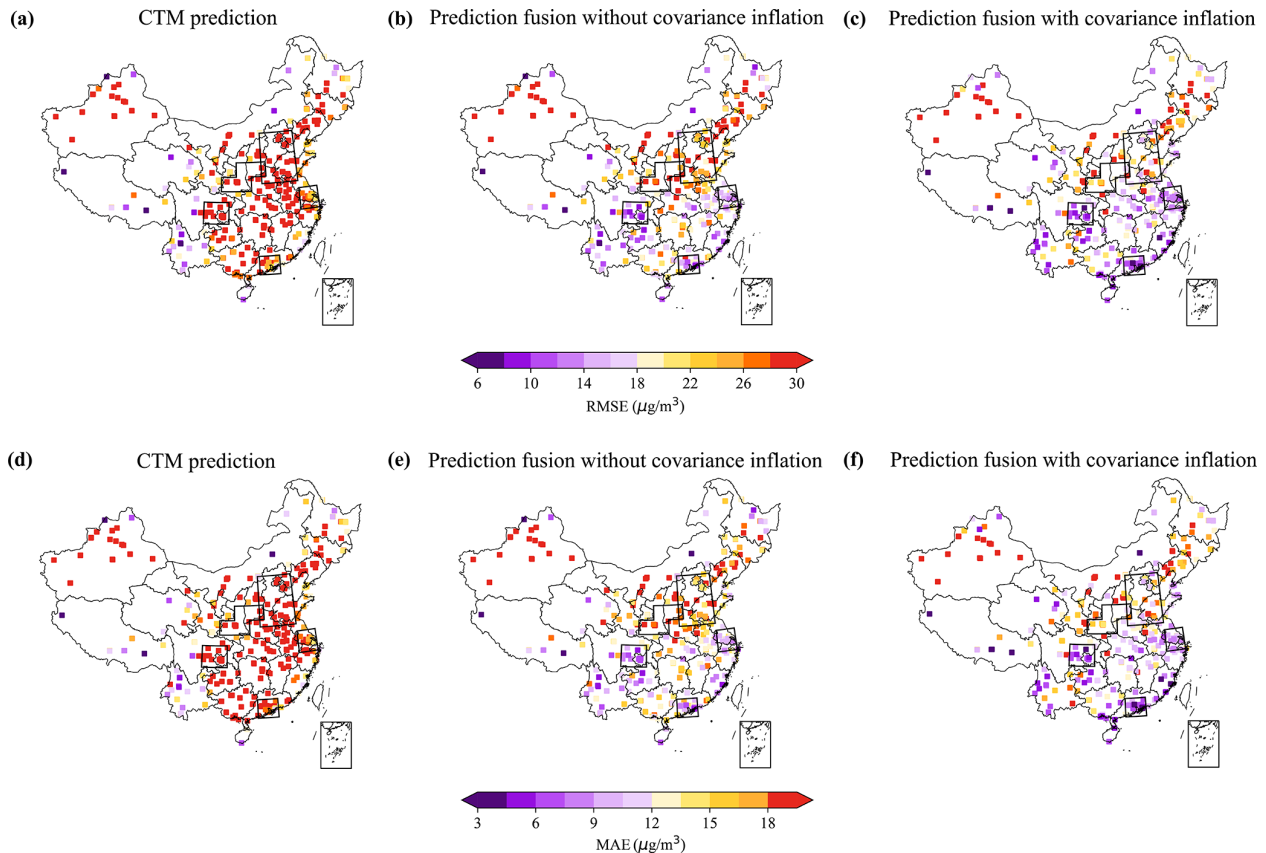 (a) CTM prediction
(b) Prediction fusion without covariance inflation
(c) Prediction fusion with covariance inflation
6 10 14 18 22 26 30
RMSE (μg/m³)
(d) CTM prediction
(e) Prediction fusion without covariance inflation
(f) Prediction fusion with covariance inflation
3 6 9 12 15 18
MAE (μg/m³)